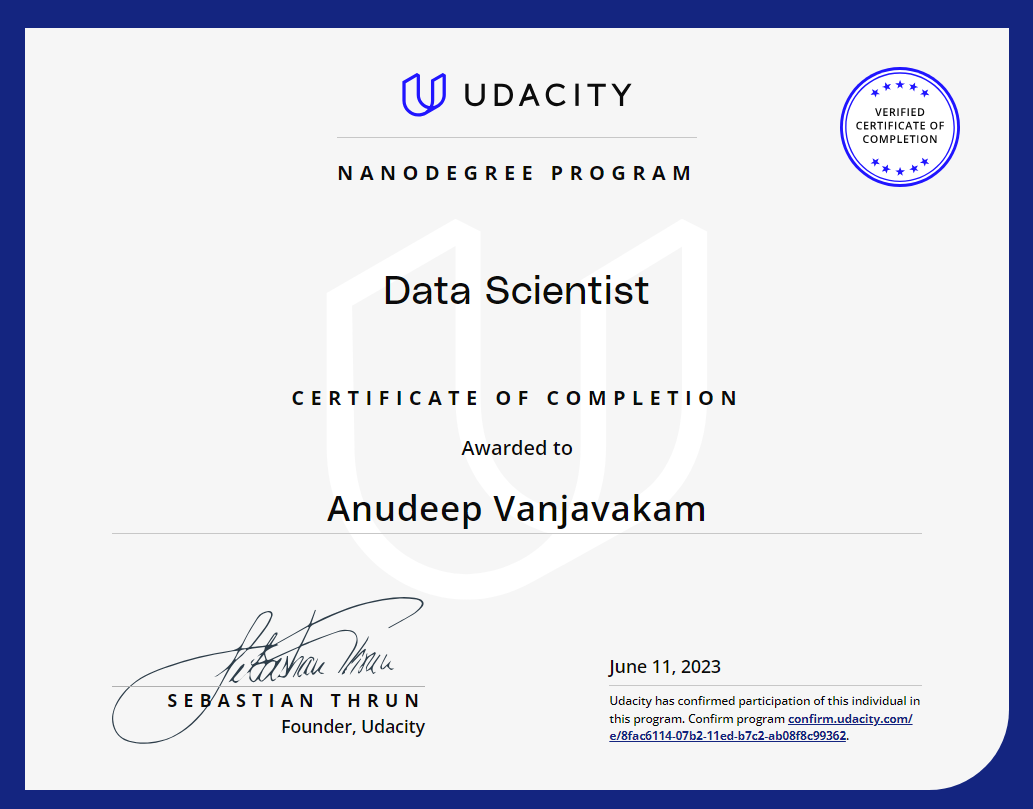 UDACITY
VERIFIED
CERTIFICATE OF
COMPLETION
NANODEGREE PROGRAM
Data Scientist
CERTIFICATE OF COMPLETION
Awarded to
Anudeep Vanjavakam
Sebastian Thrun
SEBASTIAN THRUN
Founder, Udacity
June 11, 2023
Udacity has confirmed participation of this individual in
this program. Confirm program confirm.udacity.com/
e/8fac6114-07b2-11ed-b7c2-ab08f8c99362.